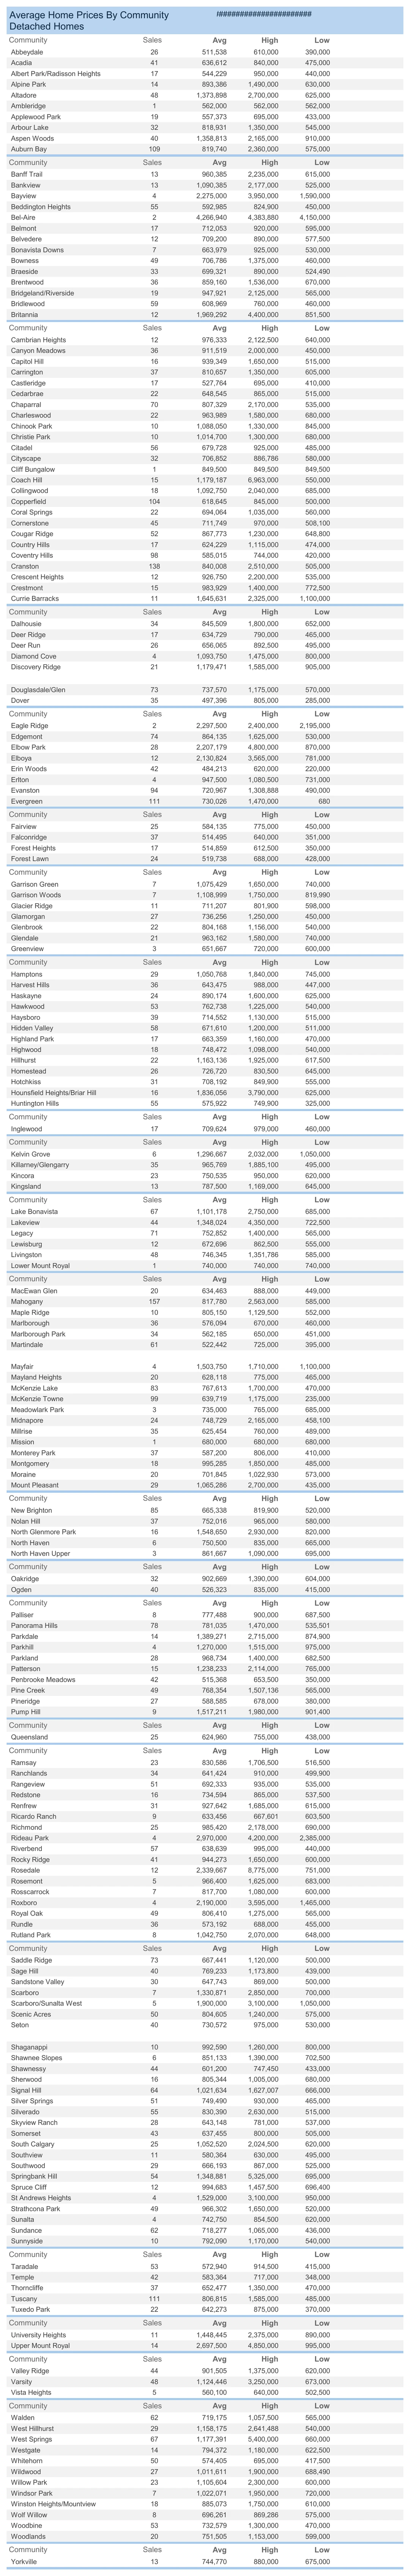 Average Home Prices By Community ######################
Detached Homes
Community Sales Avg High Low
Abbeydale 26 511,538 610,000 390,000
Acadia 41 636,612 840,000 475,000
Albert Park/Radisson Heights 17 544,229 950,000 440,000
Alpine Park 14 893,386 1,490,000 630,000
Altadore 48 1,373,898 2,700,000 625,000
Ambleridge 1 562,000 562,000 562,000
Applewood Park 19 557,373 695,000 433,000
Arbour Lake 32 818,931 1,350,000 545,000
Aspen Woods 40 1,358,813 2,165,000 910,000
Auburn Bay 109 819,740 2,360,000 575,000
Community Sales Avg High Low
Banff Trail 13 960,385 2,235,000 615,000
Bankview 13 1,090,385 2,177,000 525,000
Bayview 4 2,275,000 3,950,000 1,590,000
Beddington Heights 55 592,985 824,900 450,000
Bel-Aire 2 4,266,940 4,383,880 4,150,000
Belmont 17 712,053 920,000 595,000
Belvedere 12 709,200 890,000 577,500
Bonavista Downs 7 663,979 925,000 530,000
Bowness 49 706,786 1,375,000 460,000
Braeside 33 699,321 890,000 524,490
Brentwood 36 859,160 1,536,000 670,000
Bridgeland/Riverside 19 947,921 2,125,000 565,000
Bridlewood 59 608,969 760,000 460,000
Britannia 12 1,969,292 4,400,000 851,500
Community Sales Avg High Low
Cambrian Heights 12 976,333 2,122,500 640,000
Canyon Meadows 36 911,519 2,000,000 450,000
Capitol Hill 16 939,349 1,650,000 515,000
Carrington 37 810,657 1,350,000 605,000
Castleridge 17 527,764 695,000 410,000
Cedarbrae 22 648,545 865,000 515,000
Chaparral 70 807,329 2,170,000 535,000
Charleswood 22 963,989 1,580,000 680,000
Chinook Park 10 1,088,050 1,330,000 845,000
Christie Park 10 1,014,700 1,300,000 680,000
Citadel 56 679,728 925,000 485,000
Cityscape 32 706,852 886,786 580,000
Cliff Bungalow 1 849,500 849,500 849,500
Coach Hill 15 1,179,187 6,963,000 550,000
Collingwood 18 1,092,750 2,040,000 685,000
Copperfield 104 618,645 845,000 500,000
Coral Springs 22 694,064 1,035,000 560,000
Cornerstone 45 711,749 970,000 508,100
Cougar Ridge 52 867,773 1,230,000 648,800
Country Hills 17 624,229 1,115,000 474,000
Coventry Hills 98 585,015 744,000 420,000
Cranston 138 840,008 2,510,000 505,000
Crescent Heights 12 926,750 2,200,000 535,000
Crestmont 15 983,929 1,400,000 772,500
Currie Barracks 11 1,645,631 2,325,000 1,100,000
Community Sales Avg High Low
Dalhousie 34 845,509 1,800,000 652,000
Deer Ridge 17 634,729 790,000 465,000
Deer Run 26 656,065 892,500 495,000
Diamond Cove 4 1,093,750 1,475,000 800,000
Discovery Ridge 21 1,179,471 1,585,000 905,000
Douglasdale/Glen 73 737,570 1,175,000 570,000
Dover 35 497,396 805,000 285,000
Community Sales Avg High Low
Eagle Ridge 2 2,297,500 2,400,000 2,195,000
Edgemont 74 864,135 1,625,000 530,000
Elbow Park 28 2,207,179 4,800,000 870,000
Elboya 12 2,130,824 3,565,000 781,000
Erin Woods 42 484,213 620,000 220,000
Erlton 4 947,500 1,080,500 731,000
Evanston 94 720,967 1,308,888 490,000
Evergreen 111 730,026 1,470,000 680
Community Sales Avg High Low
Fairview 25 584,135 775,000 450,000
Falconridge 37 514,495 640,000 351,000
Forest Heights 17 514,859 612,500 350,000
Forest Lawn 24 519,738 688,000 428,000
Community Sales Avg High Low
Garrison Green 7 1,075,429 1,650,000 740,000
Garrison Woods 7 1,108,999 1,750,000 819,990
Glacier Ridge 11 711,207 801,900 598,000
Glamorgan 27 736,256 1,250,000 450,000
Glenbrook 22 804,168 1,156,000 540,000
Glendale 21 963,162 1,580,000 740,000
Greenview 3 651,667 720,000 600,000
Community Sales Avg High Low
Hamptons 29 1,050,768 1,840,000 745,000
Harvest Hills 36 643,475 988,000 447,000
Haskayne 24 890,174 1,600,000 625,000
Hawkwood 53 762,738 1,225,000 540,000
Haysboro 39 714,552 1,130,000 515,000
Hidden Valley 58 671,610 1,200,000 511,000
Highland Park 17 663,359 1,160,000 470,000
Highwood 18 748,472 1,098,000 540,000
Hillhurst 22 1,163,136 1,925,000 617,500
Homestead 26 726,720 830,500 645,000
Hotchkiss 31 708,192 849,900 555,000
Hounsfield Heights/Briar Hill 16 1,836,056 3,790,000 625,000
Huntington Hills 55 575,922 749,900 325,000
Community Sales Avg High Low
Inglewood 17 709,624 979,000 460,000
Community Sales Avg High Low
Kelvin Grove 6 1,296,667 2,032,000 1,050,000
Killarney/Glengarry 35 965,769 1,885,100 495,000
Kincora 23 750,535 950,000 620,000
Kingsland 13 787,500 1,169,000 645,000
Community Sales Avg High Low
Lake Bonavista 67 1,101,178 2,750,000 685,000
Lakeview 44 1,348,024 4,350,000 722,500
Legacy 71 752,852 1,400,000 565,000
Lewisburg 12 672,696 862,500 555,000
Livingston 48 746,345 1,351,786 585,000
Lower Mount Royal 1 740,000 740,000 740,000
Community Sales Avg High Low
MacEwan Glen 20 634,463 888,000 449,000
Mahogany 157 817,780 2,563,000 585,000
Maple Ridge 10 805,150 1,129,500 552,000
Marlborough 36 576,094 670,000 460,000
Marlborough Park 34 562,185 650,000 451,000
Martindale 61 522,442 725,000 395,000
Mayfair 4 1,503,750 1,710,000 1,100,000
Mayland Heights 20 628,118 775,000 465,000
McKenzie Lake 83 767,613 1,700,000 470,000
McKenzie Towne 99 639,719 1,175,000 235,000
Meadowlark Park 3 735,000 765,000 685,000
Midnapore 24 748,729 2,165,000 458,100
Millrise 35 625,454 760,000 489,000
Mission 1 680,000 680,000 680,000
Monterey Park 37 587,200 806,000 410,000
Montgomery 18 995,285 1,850,000 485,000
Moraine 20 701,845 1,022,930 573,000
Mount Pleasant 29 1,065,286 2,700,000 435,000
Community Sales Avg High Low
New Brighton 85 665,338 819,900 520,000
Nolan Hill 37 752,016 965,000 580,000
North Glenmore Park 16 1,548,650 2,930,000 820,000
North Haven 6 750,500 835,000 665,000
North Haven Upper 3 861,667 1,090,000 695,000
Community Sales Avg High Low
Oakridge 32 902,669 1,390,000 604,000
Ogden 40 526,323 835,000 415,000
Community Sales Avg High Low
Palliser 8 777,488 900,000 687,500
Panorama Hills 78 781,035 1,470,000 535,501
Parkdale 14 1,389,271 2,715,000 874,900
Parkhill 4 1,270,000 1,515,000 975,000
Parkland 28 968,734 1,400,000 682,500
Patterson 15 1,238,233 2,114,000 765,000
Penbrooke Meadows 42 515,368 653,500 350,000
Pine Creek 49 768,354 1,507,136 565,000
Pineridge 27 588,585 678,000 380,000
Pump Hill 9 1,517,211 1,980,000 901,400
Community Sales Avg High Low
Queensland 25 624,960 755,000 438,000
Community Sales Avg High Low
Ramsay 23 830,586 1,706,500 516,500
Ranchlands 34 641,424 910,000 499,900
Rangeview 51 692,333 935,000 535,000
Redstone 16 734,594 865,000 537,500
Renfrew 31 927,642 1,685,000 615,000
Ricardo Ranch 9 633,456 667,601 603,500
Richmond 25 985,420 2,178,000 690,000
Rideau Park 4 2,970,000 4,200,000 2,385,000
Riverbend 57 638,639 995,000 440,000
Rocky Ridge 41 944,273 1,650,000 600,000
Rosedale 12 2,339,667 8,775,000 751,000
Rosemont 5 966,400 1,625,000 683,000
Rosscarrock 7 817,700 1,080,000 600,000
Roxboro 4 2,190,000 3,595,000 1,465,000
Royal Oak 49 806,410 1,275,000 565,000
Rundle 36 573,192 688,000 455,000
Rutland Park 8 1,042,750 2,070,000 648,000
Community Sales Avg High Low
Saddle Ridge 73 667,441 1,120,000 500,000
Sage Hill 40 769,233 1,173,800 439,000
Sandstone Valley 30 647,743 869,000 500,000
Scarboro 7 1,330,871 2,850,000 700,000
Scarboro/Sunalta West 5 1,900,000 3,100,000 1,050,000
Scenic Acres 50 804,605 1,240,000 575,000
Seton 40 730,572 975,000 530,000
Shaganappi 10 992,590 1,260,000 800,000
Shawnee Slopes 6 851,133 1,390,000 702,500
Shawnessy 44 601,200 747,450 433,000
Sherwood 16 805,344 1,005,000 680,000
Signal Hill 64 1,021,634 1,627,007 666,000
Silver Springs 51 749,490 930,000 465,000
Silverado 55 830,390 2,630,000 515,000
Skyview Ranch 28 643,148 781,000 537,000
Somerset 43 637,455 800,000 505,000
South Calgary 25 1,052,520 2,024,500 620,000
Southview 11 580,364 630,000 495,000
Southwood 29 666,193 867,000 525,000
Springbank Hill 54 1,348,881 5,325,000 695,000
Spruce Cliff 12 994,683 1,457,500 696,400
St Andrews Heights 4 1,529,000 3,100,000 950,000
Strathcona Park 49 966,302 1,650,000 520,000
Sunalta 4 742,750 854,500 620,000
Sundance 62 718,277 1,065,000 436,000
Sunnyside 10 792,090 1,170,000 540,000
Community Sales Avg High Low
Taradale 53 572,940 914,500 415,000
Temple 42 583,364 717,000 348,000
Thorncliffe 37 652,477 1,350,000 470,000
Tuscany 111 806,815 1,585,000 485,000
Tuxedo Park 22 642,273 875,000 370,000
Community Sales Avg High Low
University Heights 11 1,448,445 2,375,000 890,000
Upper Mount Royal 14 2,697,500 4,850,000 995,000
Community Sales Avg High Low
Valley Ridge 44 901,505 1,375,000 620,000
Varsity 48 1,124,446 3,250,000 673,000
Vista Heights 5 560,100 640,000 502,500
Community Sales Avg High Low
Walden 62 719,175 1,057,500 565,000
West Hillhurst 29 1,158,175 2,641,488 540,000
West Springs 67 1,177,391 5,400,000 660,000
Westgate 14 794,372 1,180,000 622,500
Whitehorn 50 574,405 695,000 417,500
Wildwood 27 1,011,611 1,900,000 688,490
Willow Park 23 1,105,604 2,300,000 600,000
Windsor Park 7 1,022,071 1,950,000 720,000
Winston Heights/Mountview 18 885,073 1,750,000 610,000
Wolf Willow 8 696,261 869,286 575,000
Woodbine 53 732,579 1,300,000 470,000
Woodlands 20 751,505 1,153,000 599,000
Community Sales Avg High Low
Yorkville 13 744,770 880,000 675,000